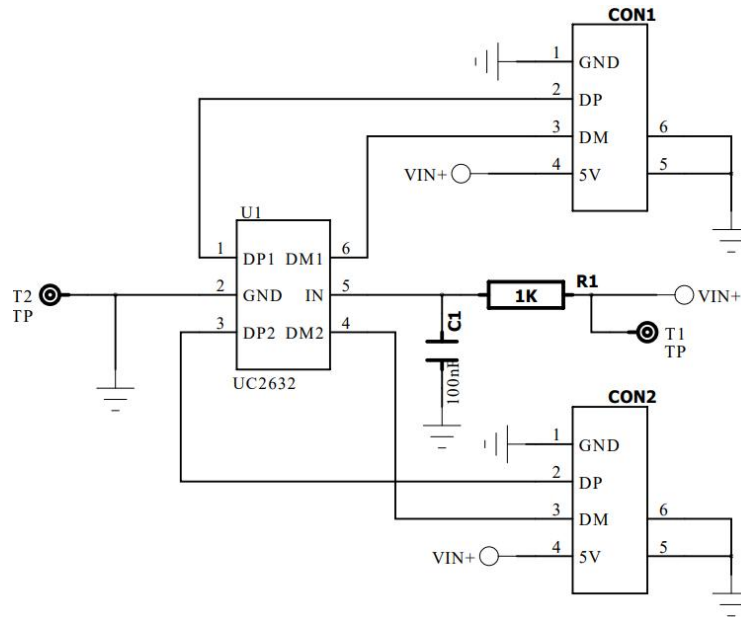 CON1
1
GND
2
DP
3
DM
6
VIN+
4
5V
5
U1
1
DP1
DM1
6
T2
TP
2
GND
IN
5
1K
R1
VIN+
3
DP2
DM2
4
C1
100nF
T1
TP
UC2632
CON2
1
GND
2
DP
3
DM
6
VIN+
4
5V
5